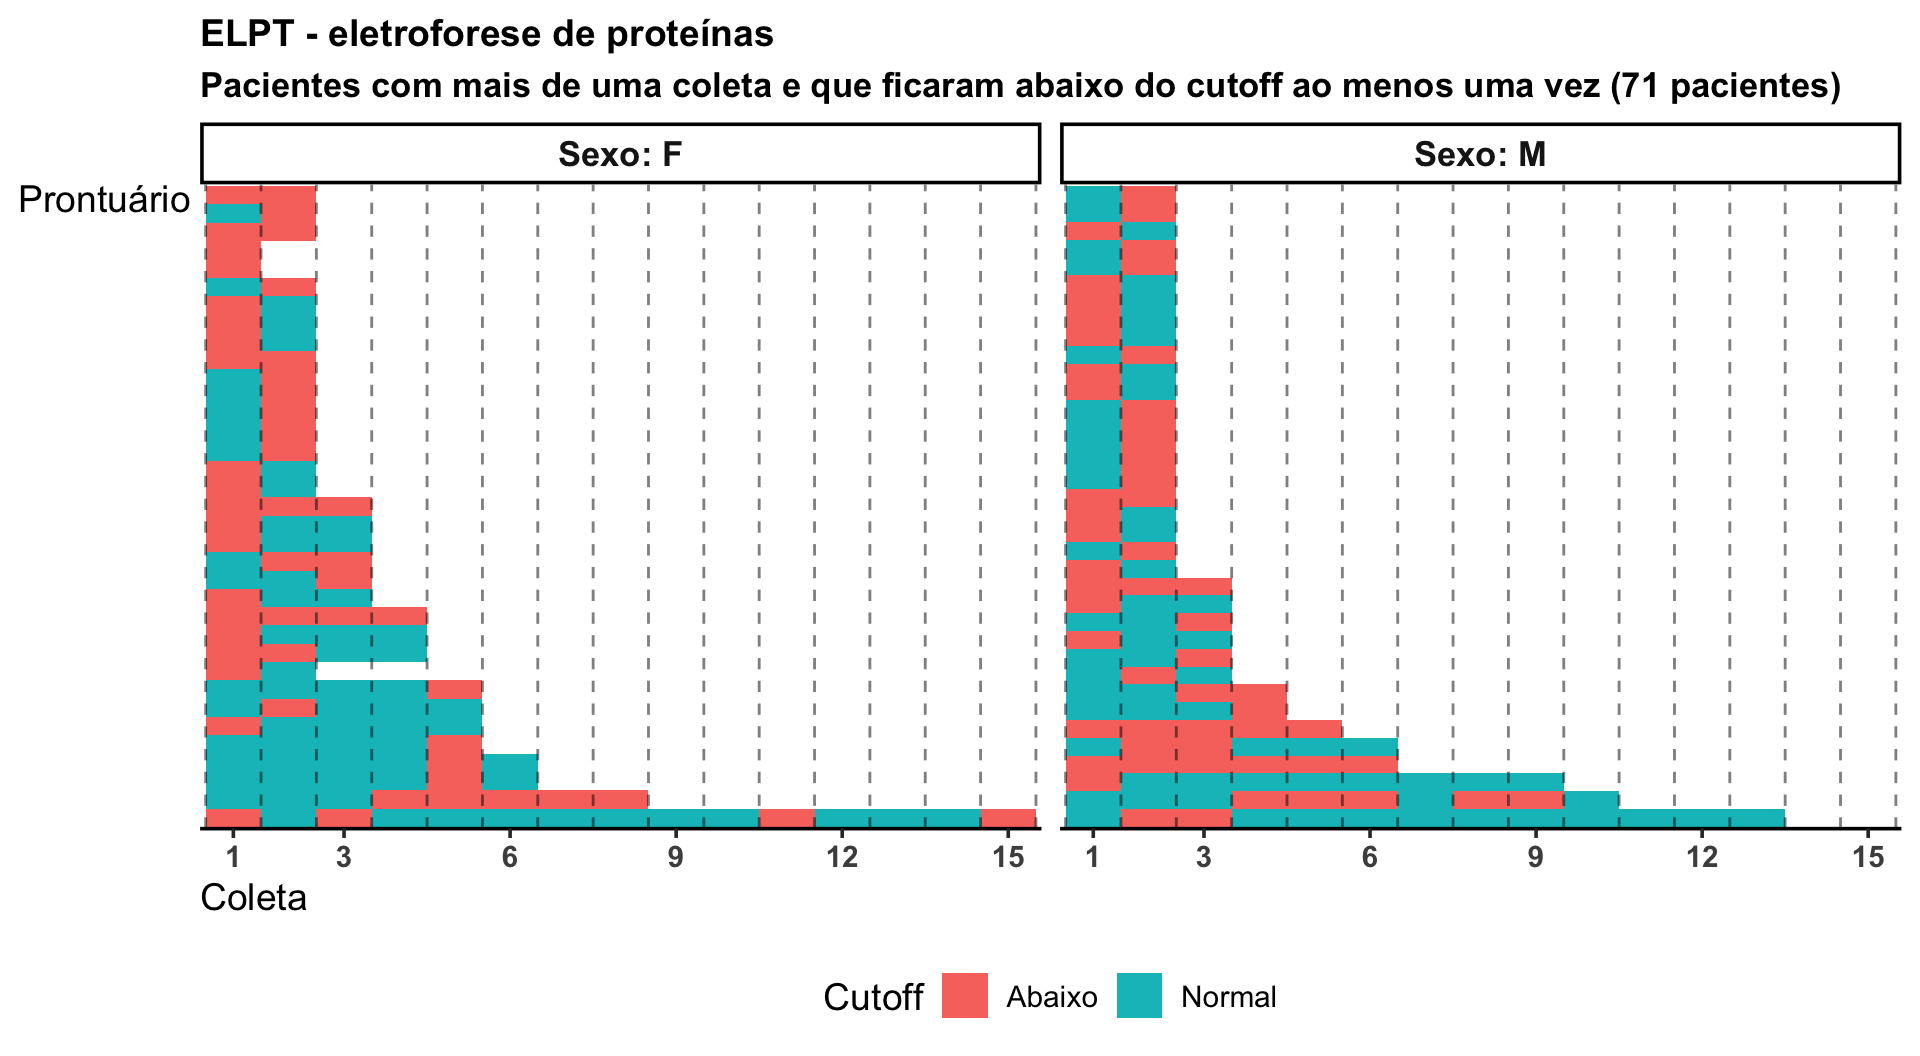 ELPT - eletroforese de proteínas
Pacientes com mais de uma coleta e que ficaram abaixo do cutoff ao menos uma vez (71 pacientes)
Sexo: F
Sexo: M
Prontuário
1 3 6 9 12 15
1 3 6 9 12 15
Coleta
Cutoff Abaixo Normal